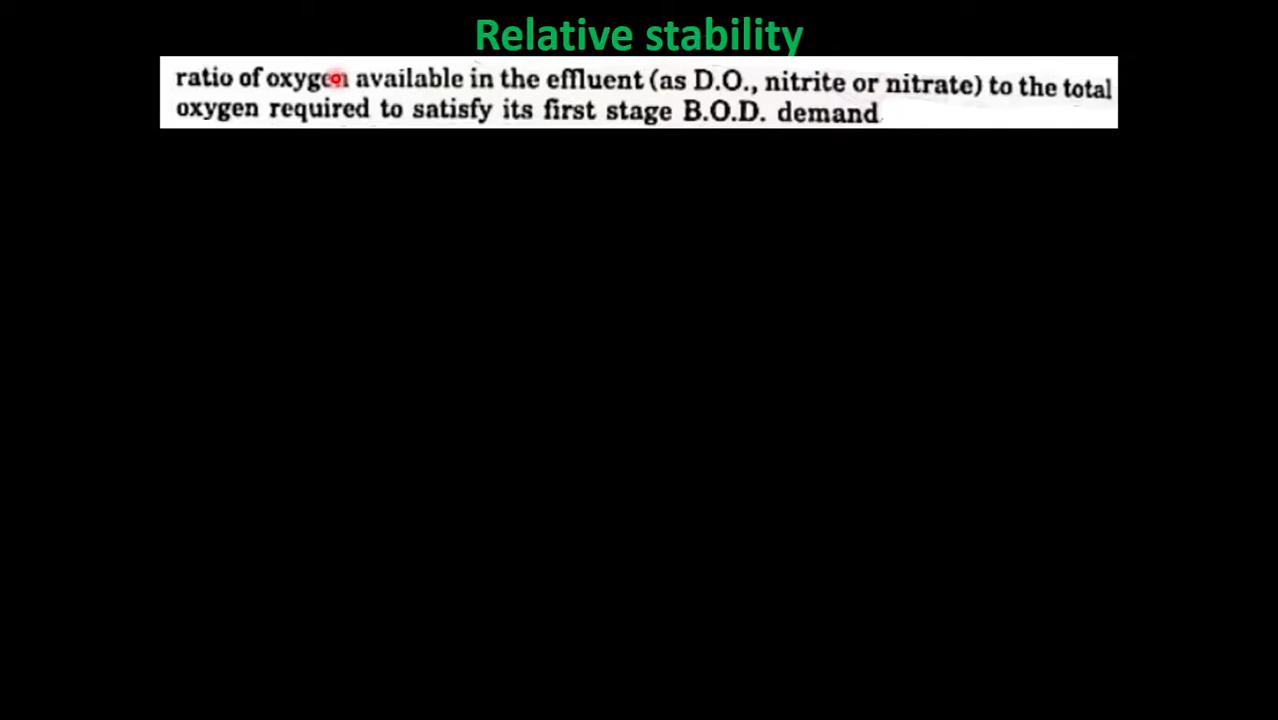 Relative stability
ratio of oxygen available in the effluent (as D.O., nitrite or nitrate) to the total
oxygen required to satisfy its first stage B.O.D. demand